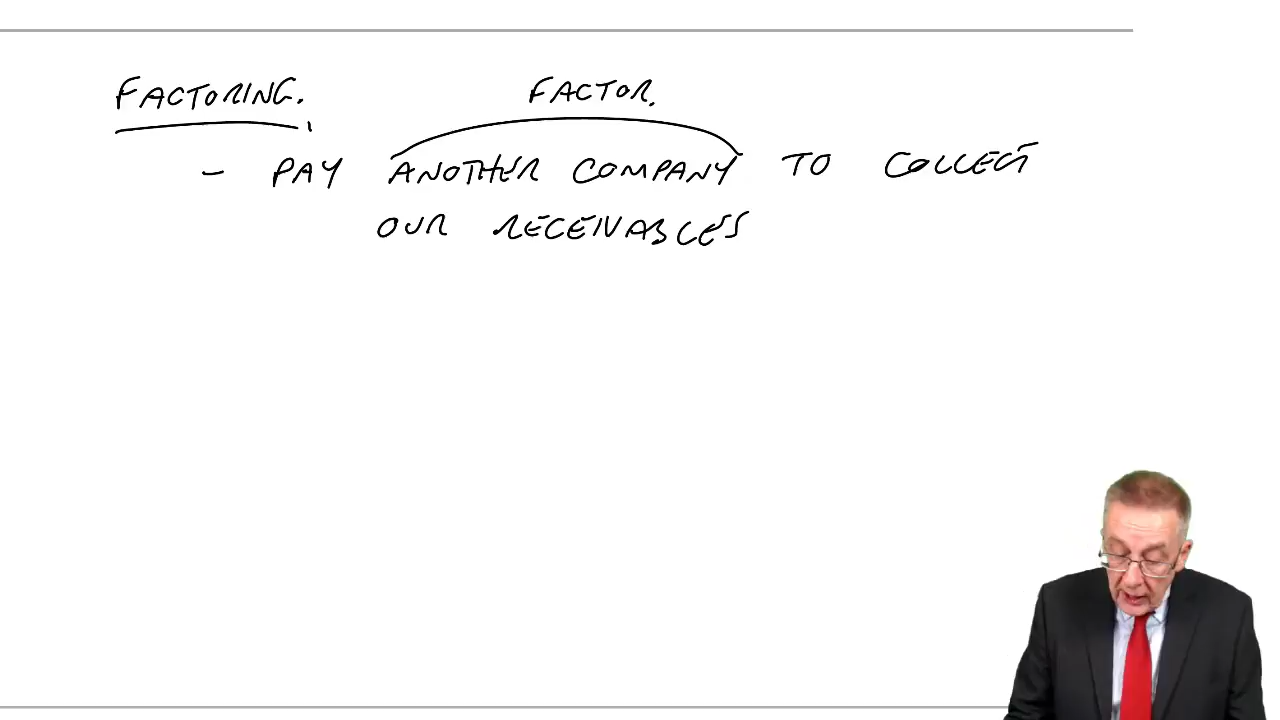 FACTORING.
FACTOR.
- PAY ANOTHER COMPANY TO COLLECT
OUR RECEIVABLES